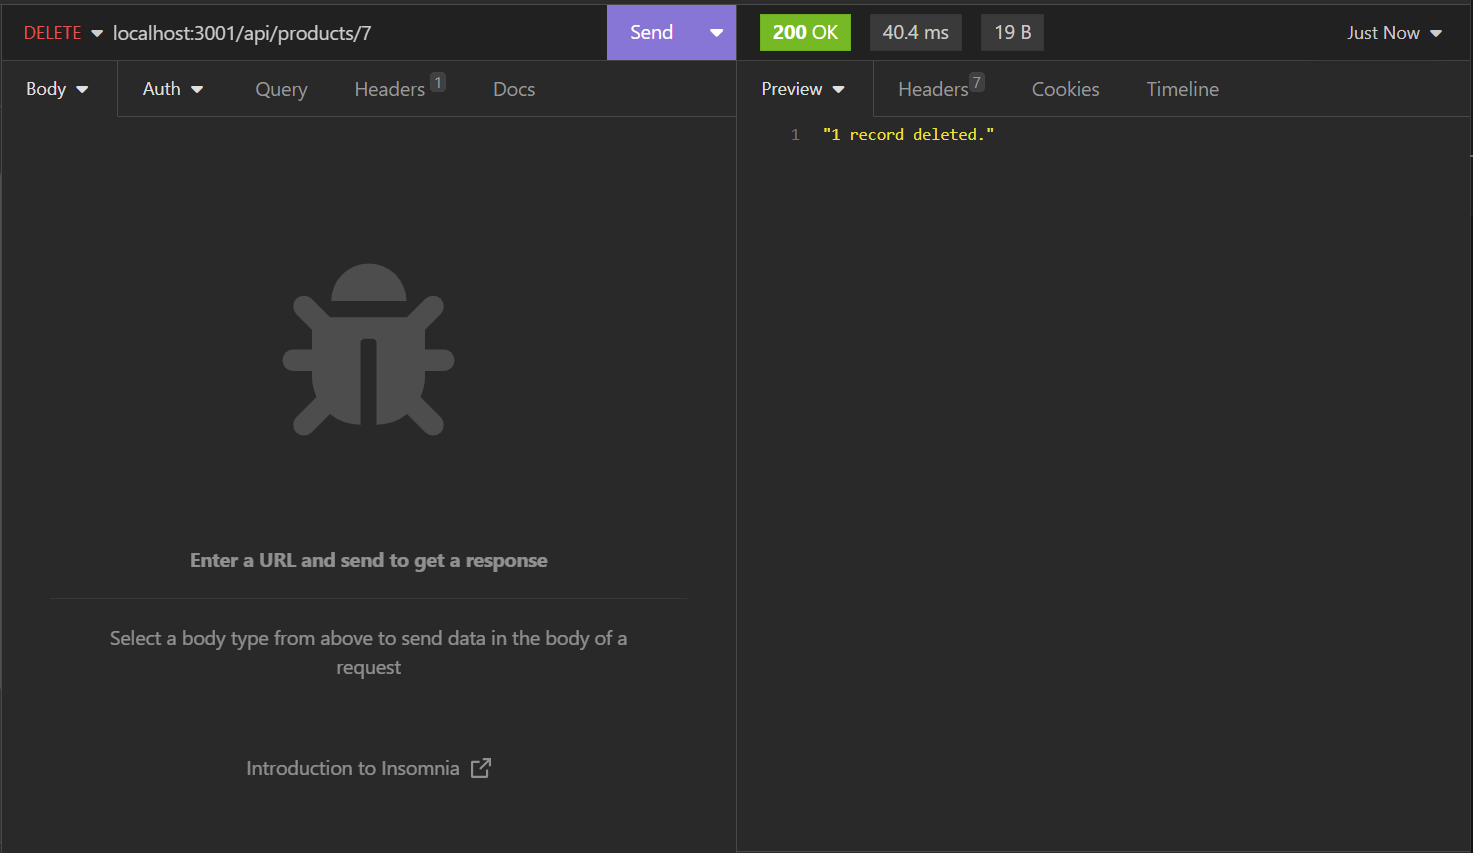 DELETE localhost:3001/api/products/7 Send 200 OK 40.4 ms 19 B Just Now
Body Auth Query Headers 1 Docs Preview Headers 7 Cookies Timeline
1 "1 record deleted."
Enter a URL and send to get a response
Select a body type from above to send data in the body of a
request
Introduction to Insomnia